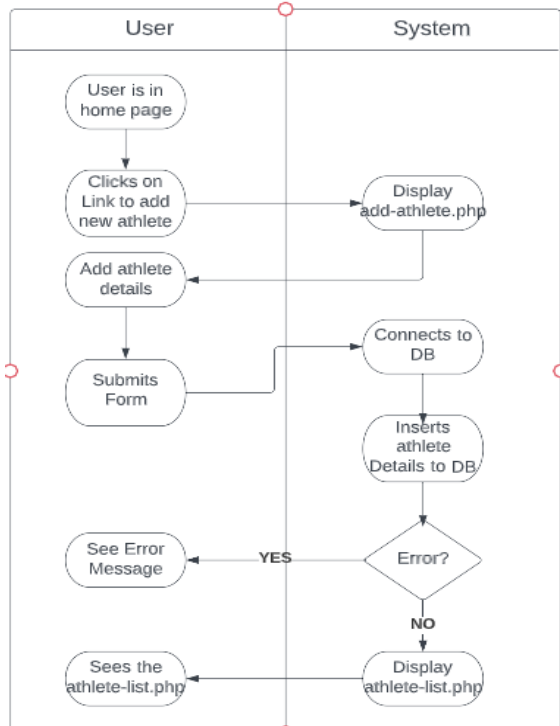 User
System
User is in
home page
Clicks on
Link to add
new athlete
Display
add-athlete.php
Add athlete
details
Connects to
DB
Submits
Form
Inserts
athlete
Details to DB
Error?
YES
See Error
Message
NO
Display
athlete-list.php
Sees the
athlete-list.php